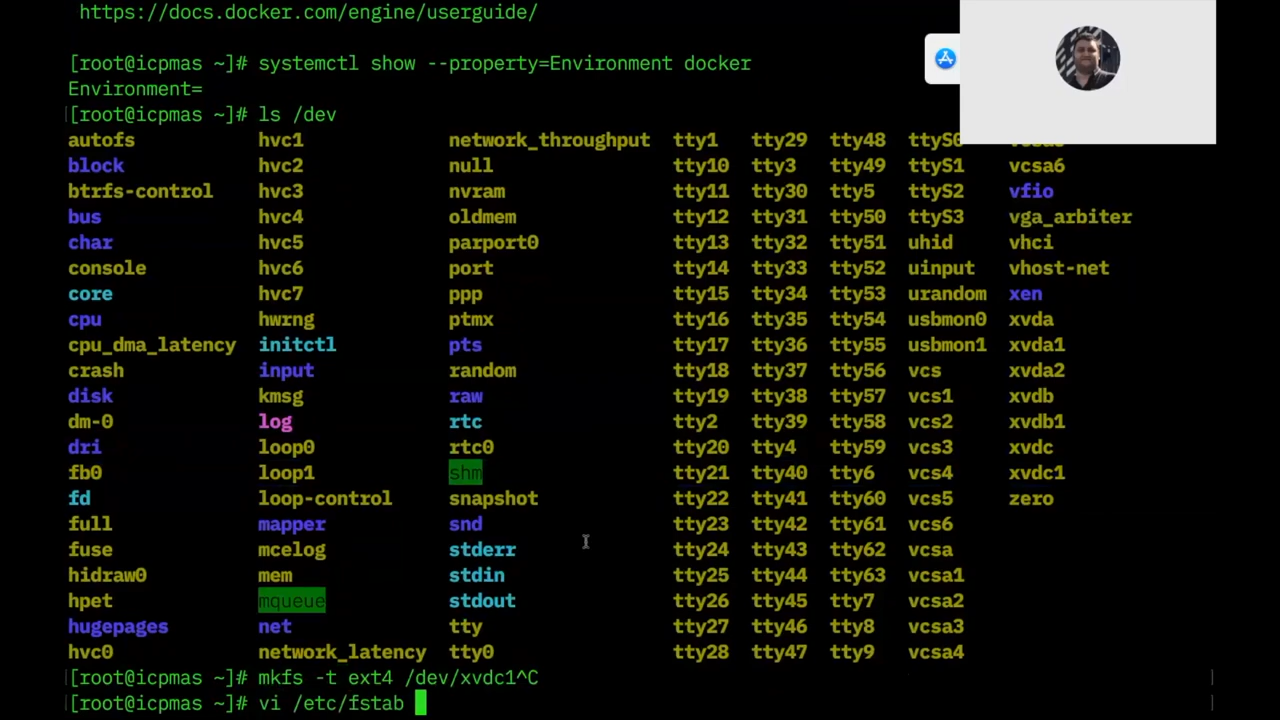 https://docs.docker.com/engine/userguide/
[root@icpmas ~]# systemctl show --property=Environment docker
Environment=
[root@icpmas ~]# ls /dev
autofs hvc1 network_throughput tty1 tty29 tty48 ttyS0
block hvc2 null tty10 tty3 tty49 ttyS1 vcsa6
btrfs-control hvc3 nvram tty11 tty30 tty5 ttyS2 vfio
bus hvc4 oldmem tty12 tty31 tty50 ttyS3 vga_arbiter
char hvc5 parport0 tty13 tty32 tty51 uhid vhci
console hvc6 port tty14 tty33 tty52 uinput vhost-net
core hvc7 ppp tty15 tty34 tty53 urandom xen
cpu hwrng ptmx tty16 tty35 tty54 usbmon0 xvda
cpu_dma_latency initctl pts tty17 tty36 tty55 usbmon1 xvda1
crash input random tty18 tty37 tty56 vcs xvda2
disk kmsg raw tty19 tty38 tty57 vcs1 xvdb
dm-0 log rtc tty2 tty39 tty58 vcs2 xvdb1
dri loop0 rtc0 tty20 tty4 tty59 vcs3 xvdc
fb0 loop1 shm tty21 tty40 tty6 vcs4 xvdc1
fd loop-control snapshot tty22 tty41 tty60 vcs5 zero
full mapper snd tty23 tty42 tty61 vcs6
fuse mcelog stderr tty24 tty43 tty62 vcsa
hidraw0 mem stdin tty25 tty44 tty63 vcsa1
hpet mqueue stdout tty26 tty45 tty7 vcsa2
hugepages net tty tty27 tty46 tty8 vcsa3
hvc0 network_latency tty0 tty28 tty47 tty9 vcsa4
[root@icpmas ~]# mkfs -t ext4 /dev/xvdc1^C
[root@icpmas ~]# vi /etc/fstab